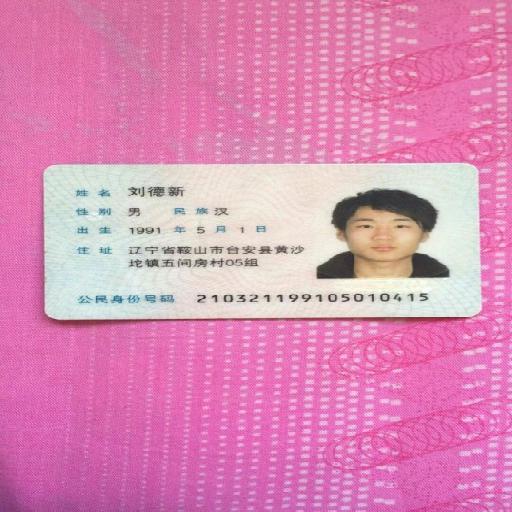 姓名 刘德新
性别 男 民族 汉
出生 1991 年 5 月 1 日
住址 辽宁省鞍山市台安县黄沙
坨镇五间房村05组
公民身份号码 210321199105010415